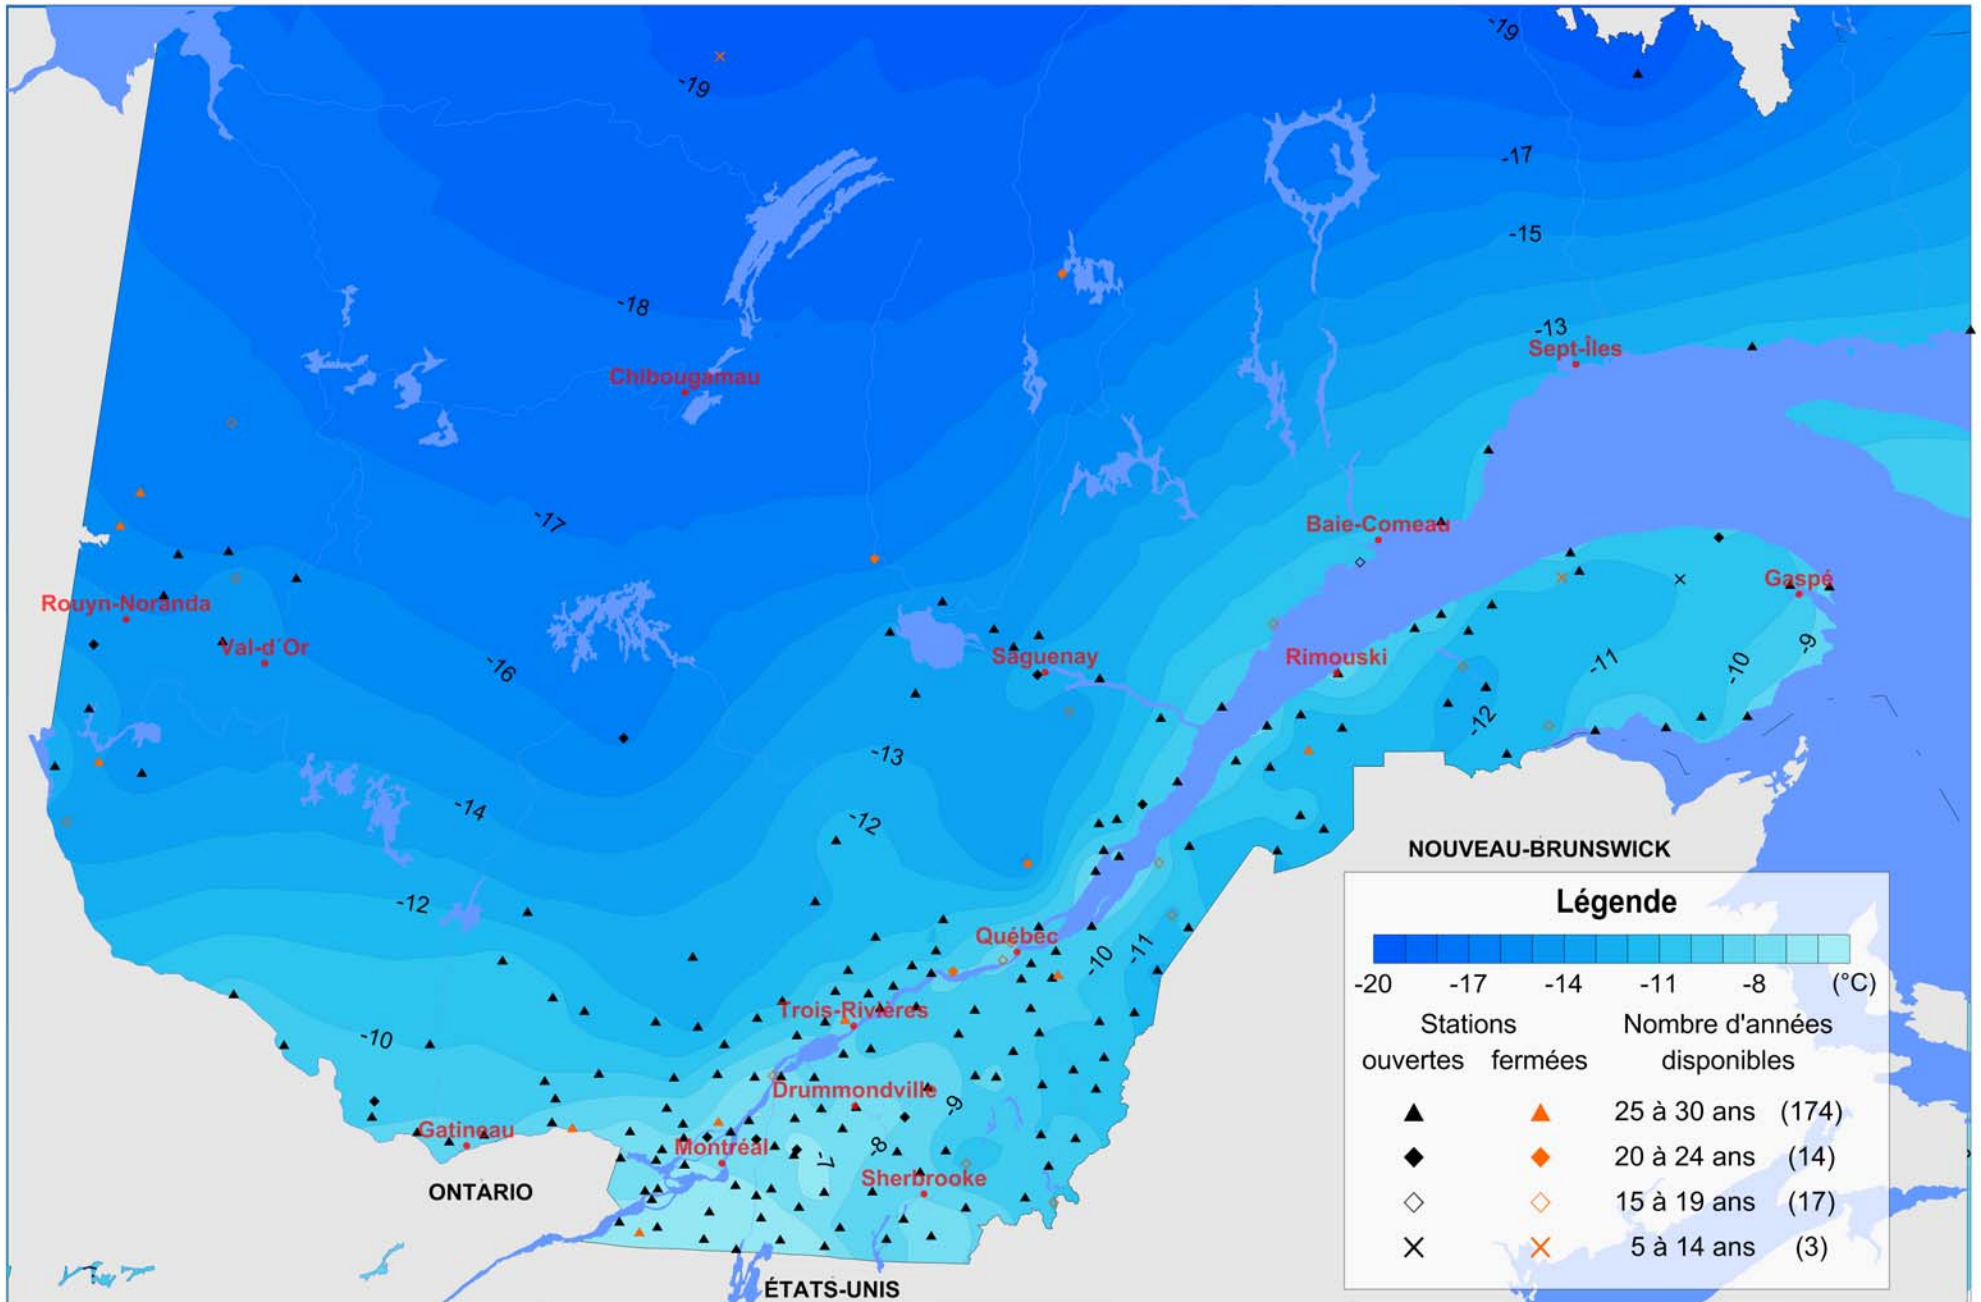 -19
-19
-17
-15
-18
-13
Sept-Îles
Chibougamau
-17
Baie-Comeau
Gaspé
Rouyn-Noranda
Val-d´Or
-16
Saguenay
Rimouski
-11
-10
-9
-12
-13
-14
-12
-12
NOUVEAU-BRUNSWICK
Québec
-10
-11
Trois-Rivières
-10
Drummondville
-9
Gatineau
Montréal
-7
-8
Sherbrooke
ONTARIO
ÉTATS-UNIS
Légende
-20 -17 -14 -11 -8 (°C)
Stations Nombre d'années
ouvertes fermées disponibles
25 à 30 ans (174)
20 à 24 ans (14)
15 à 19 ans (17)
5 à 14 ans (3)